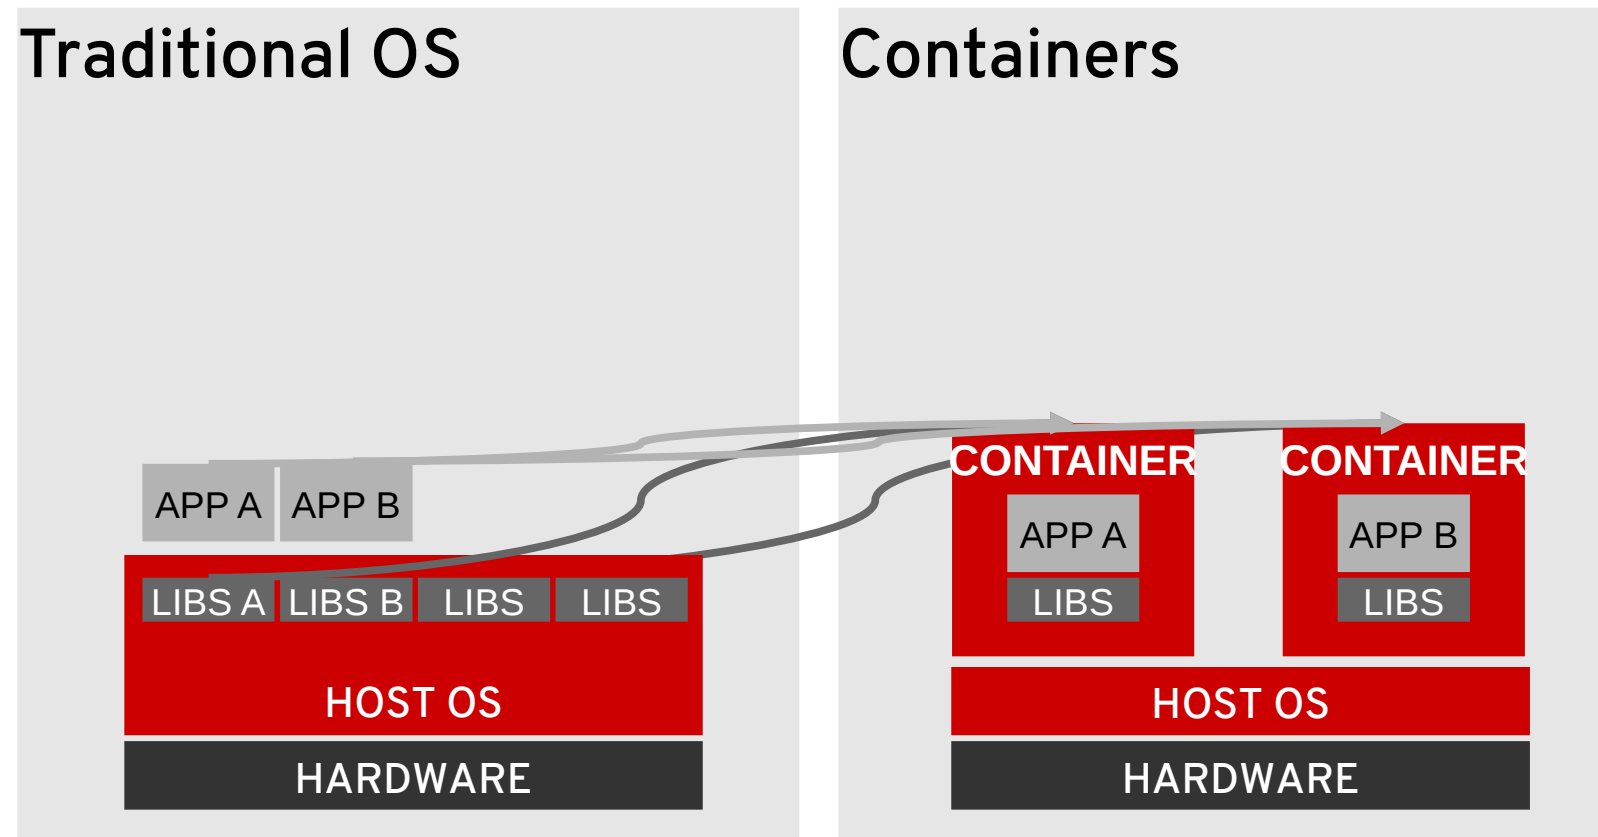 Traditional OS
APP A
APP B
LIBS A
LIBS B
LIBS
LIBS
HOST OS
HARDWARE
Containers
CONTAINER
APP A
LIBS
CONTAINER
APP B
LIBS
HOST OS
HARDWARE